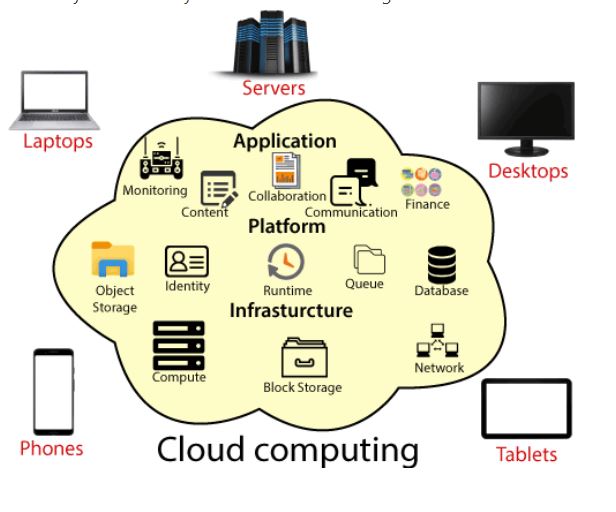 Servers
Laptops
Desktops
Application
Monitoring
Content
Collaboration
Communication
Finance
Platform
Object
Storage
Identity
Runtime
Queue
Database
Infrasturcture
Compute
Block Storage
Network
Phones
Tablets
Cloud computing